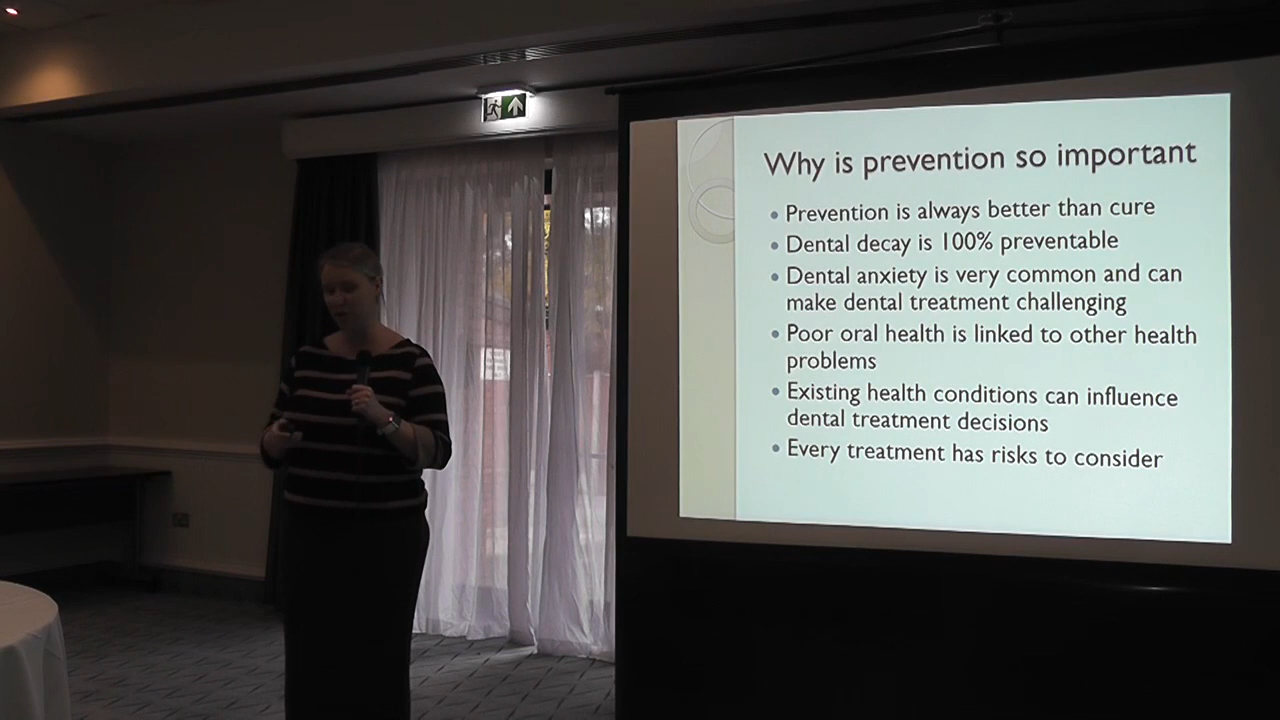 Why is prevention so important
• Prevention is always better than cure
• Dental decay is 100% preventable
• Dental anxiety is very common and can
make dental treatment challenging
• Poor oral health is linked to other health
problems
• Existing health conditions can influence
dental treatment decisions
• Every treatment has risks to consider